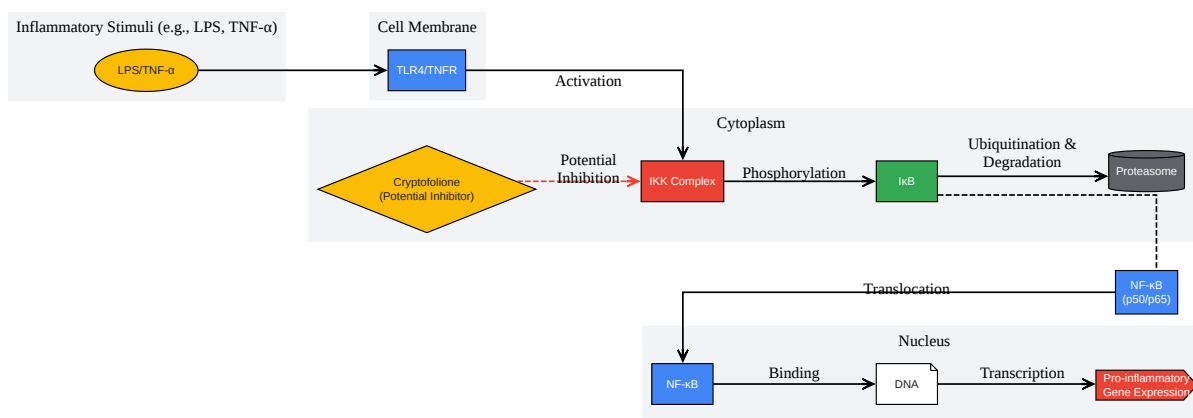 Inflammatory Stimuli (e.g., LPS, TNF-α)
Cell Membrane
LPS/TNF-α
TLR4/TNFR
Activation
Cytoplasm
Cryptofolione
(Potential Inhibitor)
Potential
Inhibition
IKK Complex
Phosphorylation
IκB
Ubiquitination &
Degradation
Proteasome
NF-κB
(p50/p65)
Translocation
Nucleus
NF-κB
Binding
DNA
Transcription
Pro-inflammatory
Gene Expression